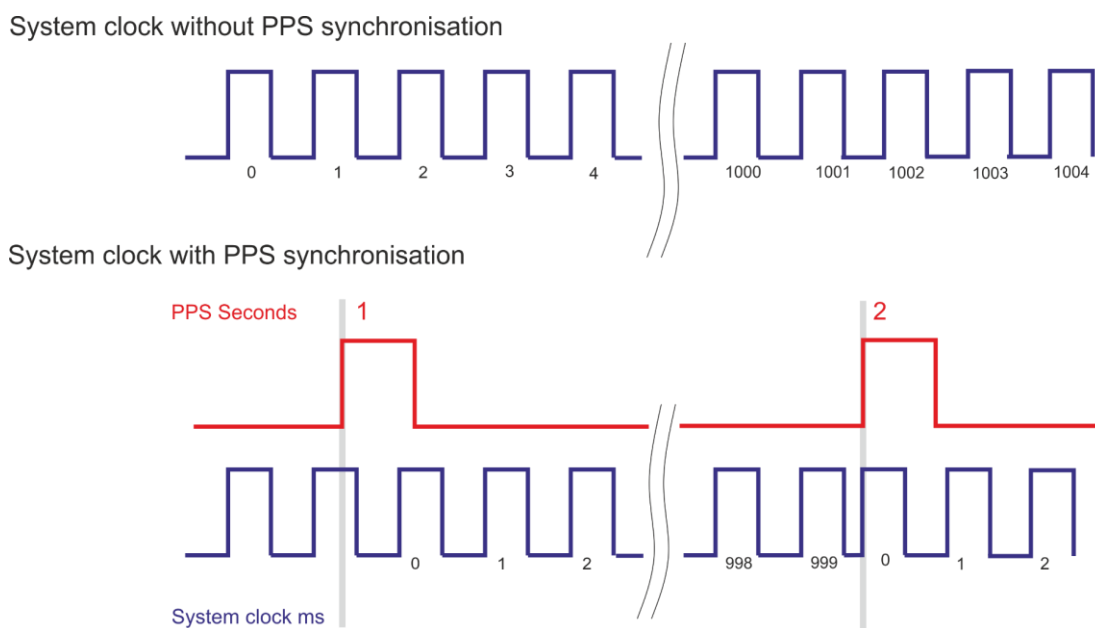 System clock without PPS synchronisation
0 1 2 3 4 1000 1001 1002 1003 1004
System clock with PPS synchronisation
PPS Seconds 1 2
0 1 2 998 999 0 1 2
System clock ms